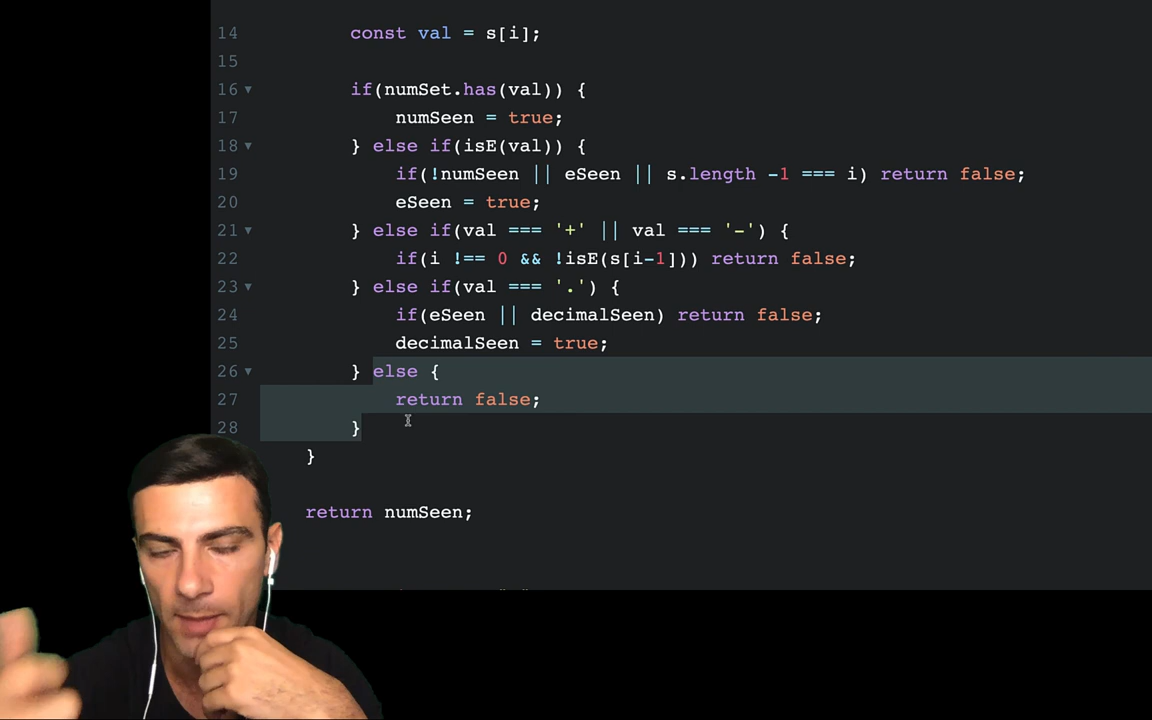 14 const val = s[i];
15
16 if(numSet.has(val)) {
17 numSeen = true;
18 } else if(isE(val)) {
19 if(!numSeen || eSeen || s.length -1 === i) return false;
20 eSeen = true;
21 } else if(val === '+' || val === '-') {
22 if(i !== 0 && !isE(s[i-1])) return false;
23 } else if(val === '.') {
24 if(eSeen || decimalSeen) return false;
25 decimalSeen = true;
26 } else {
27 return false;
28 }
}
return numSeen;